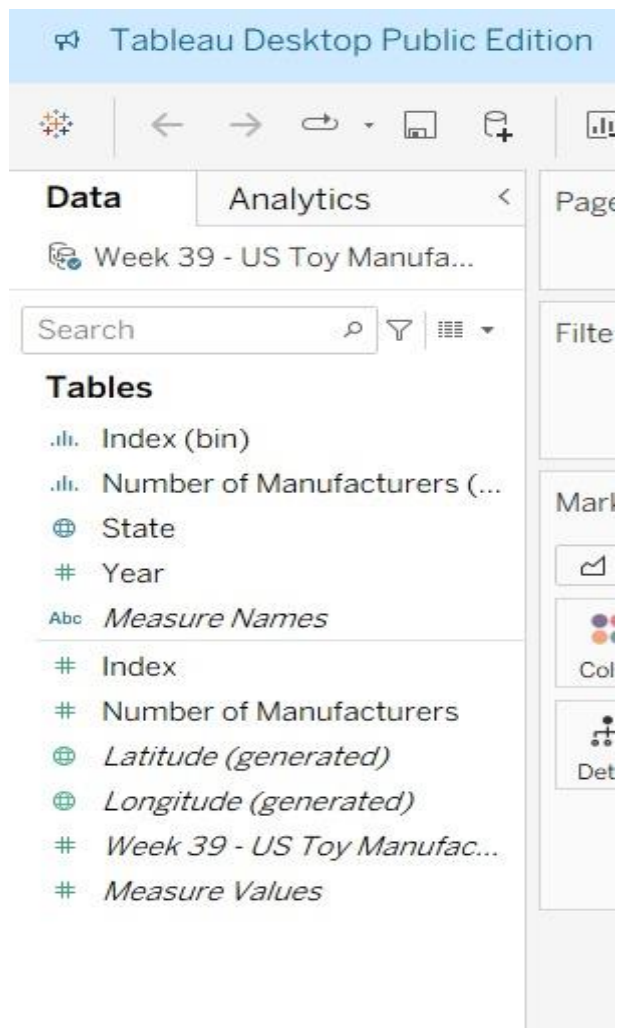 Tableau Desktop Public Edition
Data
Analytics
Page
Week 39 - US Toy Manufa...
Search
Filte
Tables
Index (bin)
Number of Manufacturers (...
Mark
State
# Year
Abc Measure Names
# Index
Col
# Number of Manufacturers
Latitude (generated)
Det
Longitude (generated)
# Week 39 - US Toy Manufac...
# Measure Values